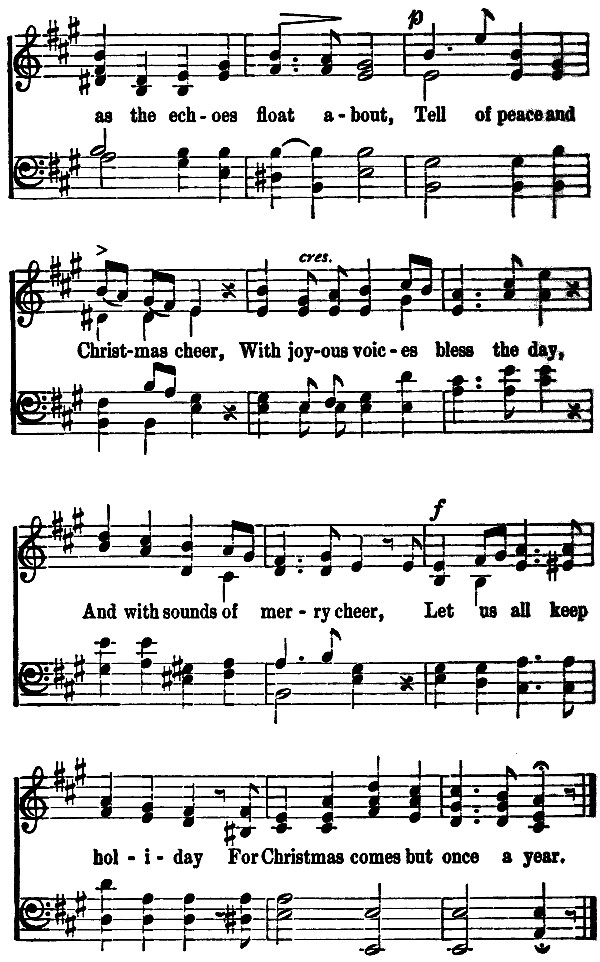 p
as the ech - oes float a - bout, Tell of peace and
cres.
Christ - mas cheer, With joy - ous voic - es bless the day,
f
And with sounds of mer - ry cheer, Let us all keep
hol - i - day For Christmas comes but once a year.